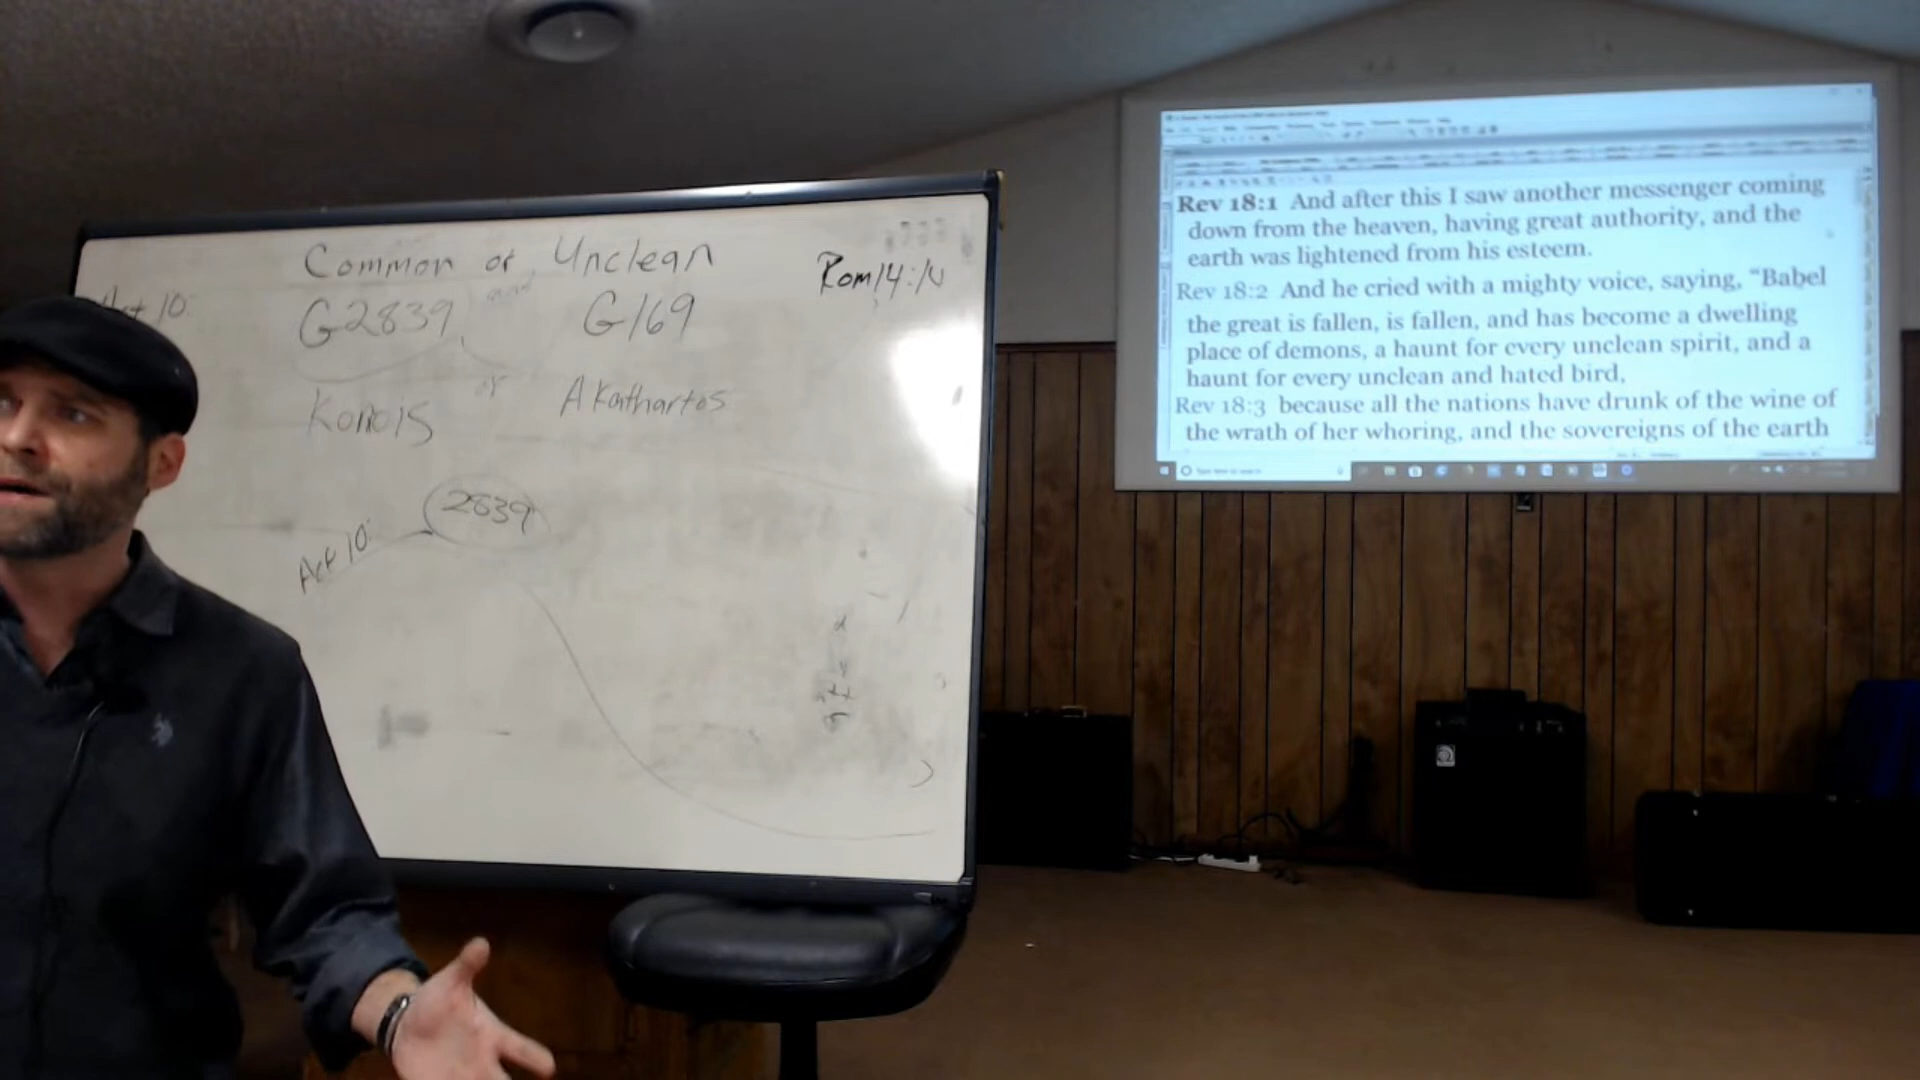 Common or Unclean
and
G2839 G169
Rom 14:14
Act 10:
Konois or AKathartos
2839
Act 10:
Rev 18:1 And after this I saw another messenger coming
down from the heaven, having great authority, and the
earth was lightened from his esteem.
Rev 18:2 And he cried with a mighty voice, saying, “Babel
the great is fallen, is fallen, and has become a dwelling
place of demons, a haunt for every unclean spirit, and a
haunt for every unclean and hated bird,
Rev 18:3 because all the nations have drunk of the wine of
the wrath of her whoring, and the sovereigns of the earth